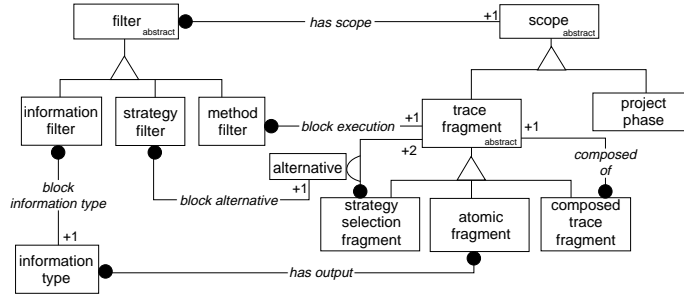 filter
abstract
has scope
+1
scope
abstract
information
filter
strategy
filter
method
filter
block execution
+1
trace
fragment
abstract
+1
project
phase
+2
alternative
+1
composed
of
block
information type
block alternative
strategy
selection
fragment
atomic
fragment
composed
trace
fragment
+1
information
type
has output